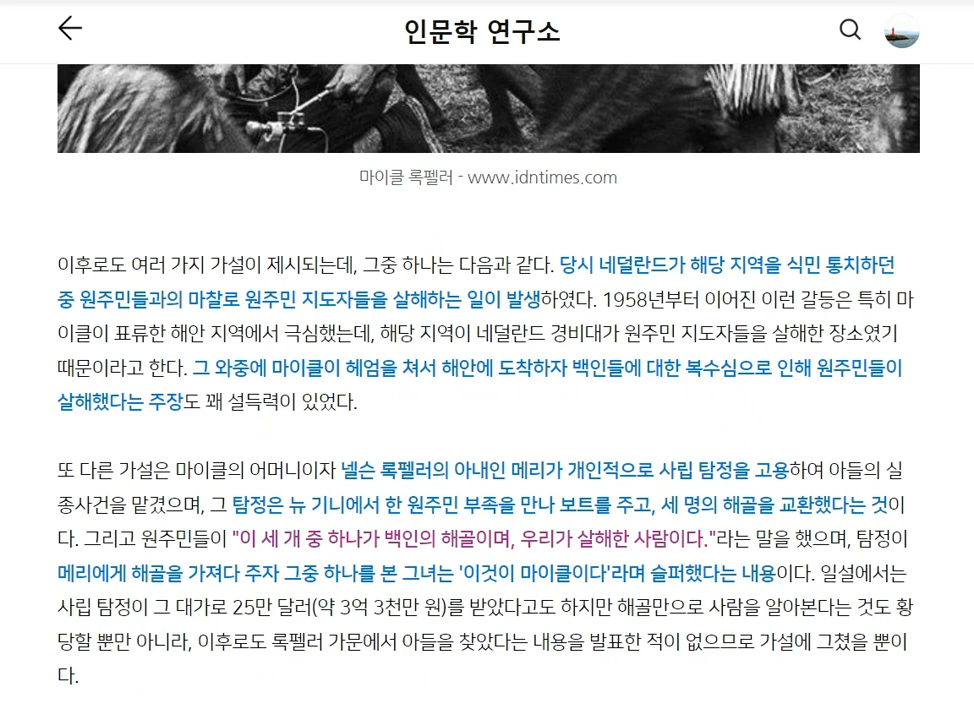 인문학 연구소
마이클 록펠러 - www.idntimes.com
이후로도 여러 가지 가설이 제시되는데, 그중 하나는 다음과 같다. 당시 네덜란드가 해당 지역을 식민 통치하던
중 원주민들과의 마찰로 원주민 지도자들을 살해하는 일이 발생하였다. 1958년부터 이어진 이런 갈등은 특히 마
이클이 표류한 해안 지역에서 극심했는데, 해당 지역이 네덜란드 경비대가 원주민 지도자들을 살해한 장소였기
때문이라고 한다. 그 와중에 마이클이 헤엄을 쳐서 해안에 도착하자 백인들에 대한 복수심으로 인해 원주민들이
살해했다는 주장도 꽤 설득력이 있었다.
또 다른 가설은 마이클의 어머니이자 넬슨 록펠러의 아내인 메리가 개인적으로 사립 탐정을 고용하여 아들의 실
종사건을 맡겼으며, 그 탐정은 뉴 기니에서 한 원주민 부족을 만나 보트를 주고, 세 명의 해골을 교환했다는 것이
다. 그리고 원주민들이 "이 세 개 중 하나가 백인의 해골이며, 우리가 살해한 사람이다."라는 말을 했으며, 탐정이
메리에게 해골을 가져다 주자 그중 하나를 본 그녀는 '이것이 마이클이다'라며 슬퍼했다는 내용이다. 일설에서는
사립 탐정이 그 대가로 25만 달러(약 3억 3천만 원)를 받았다고도 하지만 해골만으로 사람을 알아본다는 것도 황
당할 뿐만 아니라, 이후로도 록펠러 가문에서 아들을 찾았다는 내용을 발표한 적이 없으므로 가설에 그쳤을 뿐이
다.